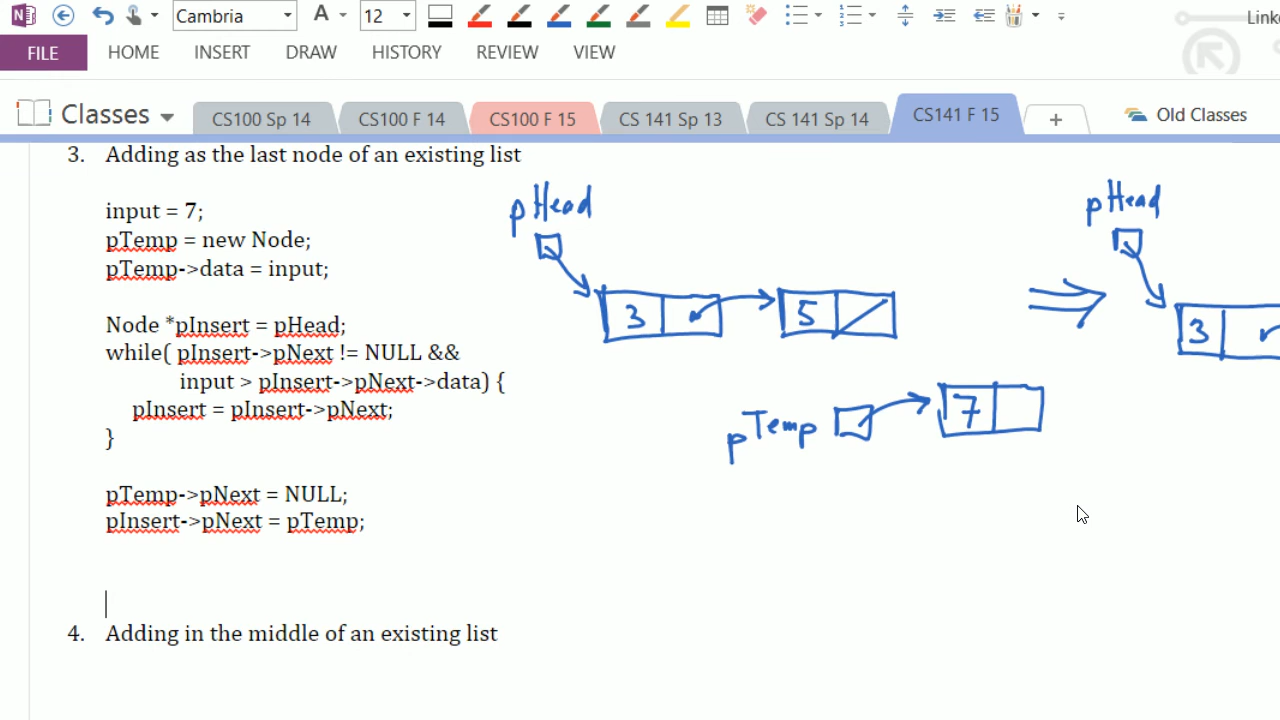 Cambria A 12
Linke
FILE HOME INSERT DRAW HISTORY REVIEW VIEW
Classes CS100 Sp 14 CS100 F 14 CS100 F 15 CS 141 Sp 13 CS 141 Sp 14 CS141 F 15 + Old Classes
3. Adding as the last node of an existing list
pHead
pHead
input = 7;
pTemp = new Node;
pTemp->data = input;
3 5
3
Node *pInsert = pHead;
while( pInsert->pNext != NULL &&
input > pInsert->pNext->data) {
pInsert = pInsert->pNext;
}
pTemp 7
pTemp->pNext = NULL;
pInsert->pNext = pTemp;
4. Adding in the middle of an existing list